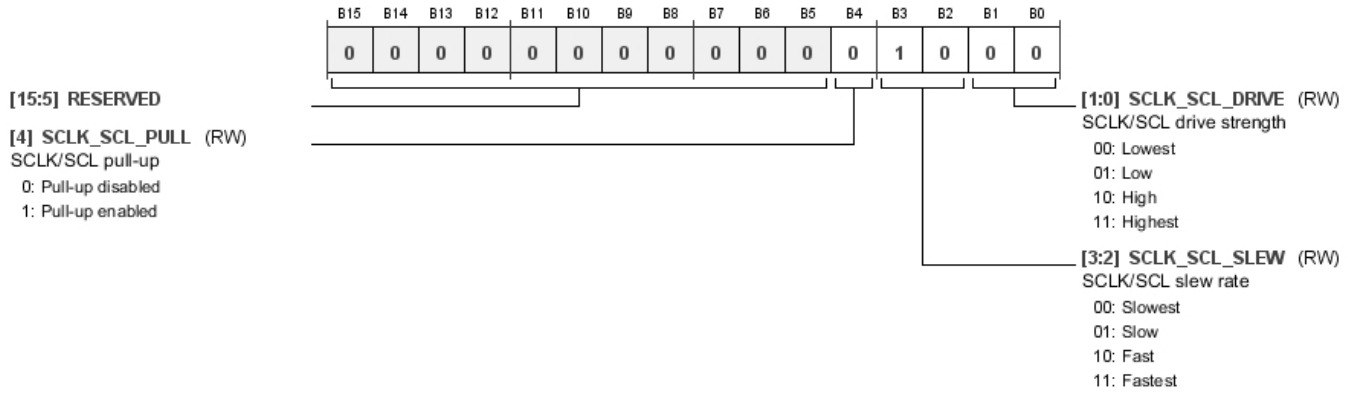 B15 B14 B13 B12 B11 B10 B9 B8 B7 B6 B5 B4 B3 B2 B1 B0
0 0 0 0 0 0 0 0 0 0 0 0 1 0 0 0
[15:5] RESERVED
[4] SCLK_SCL_PULL (RW)
SCLK/SCL pull-up
0: Pull-up disabled
1: Pull-up enabled
[1:0] SCLK_SCL_DRIVE (RW)
SCLK/SCL drive strength
00: Lowest
01: Low
10: High
11: Highest
[3:2] SCLK_SCL_SLEW (RW)
SCLK/SCL slew rate
00: Slowest
01: Slow
10: Fast
11: Fastest